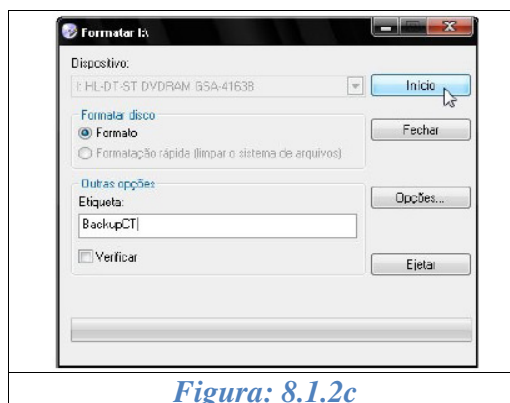 Formatar I:\
Dispositivo:
I: HL-DT-ST DVDRAM GSA-4163B
Início
Formatar disco
Formato
Fechar
Formatação rápida (limpar o sistema de arquivos)
Outras opções
Etiqueta:
Opções...
BackupCT
Verificar
Ejetar
Figura: 8.1.2c